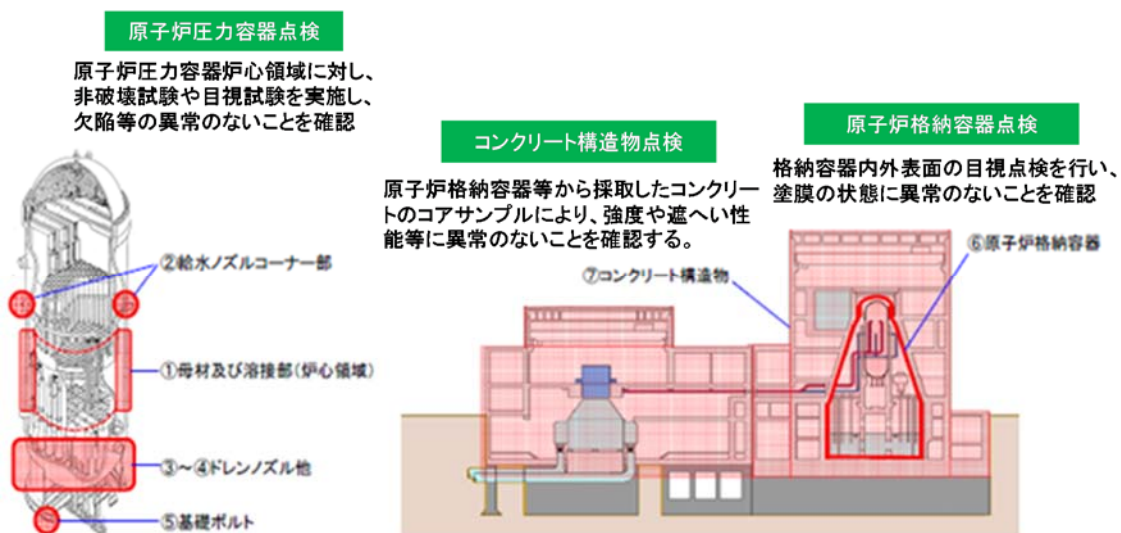 原子炉圧力容器点検
原子炉圧力容器炉心領域に対し、
非破壊試験や目視試験を実施し、
欠陥等の異常のないことを確認
②給水ノズルコーナー部
①母材及び溶接部(炉心領域)
③~④ドレンノズル他
⑤基礎ボルト
コンクリート構造物点検
原子炉格納容器等から採取したコンクリー
トのコアサンプルにより、強度や遮へい性
能等に異常のないことを確認する。
原子炉格納容器点検
格納容器内外表面の目視点検を行い、
塗膜の状態に異常のないことを確認
⑥原子炉格納容器
⑦コンクリート構造物